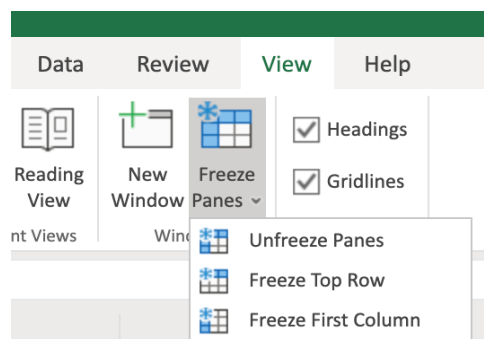 Data Review View Help
Reading View
New Window
Freeze Panes
Headings
Gridlines
nt Views
Unfreeze Panes
Freeze Top Row
Freeze First Column